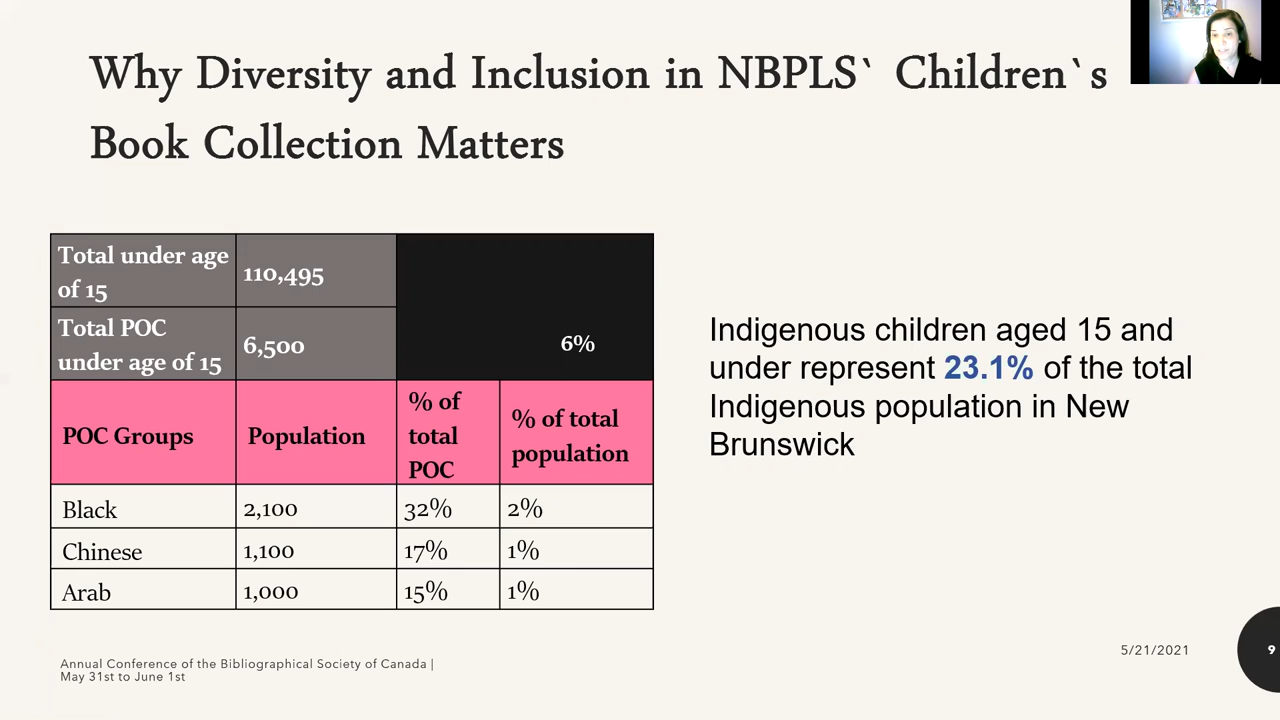 Why Diversity and Inclusion in NBPLS` Children`s
Book Collection Matters
Total under age
of 15
110,495
Total POC
under age of 15
6,500
6%
POC Groups
Population
% of
total
POC
% of total
population
Black
2,100
32%
2%
Chinese
1,100
17%
1%
Arab
1,000
15%
1%
Indigenous children aged 15 and
under represent 23.1% of the total
Indigenous population in New
Brunswick
Annual Conference of the Bibliographical Society of Canada |
May 31st to June 1st
5/21/2021
9